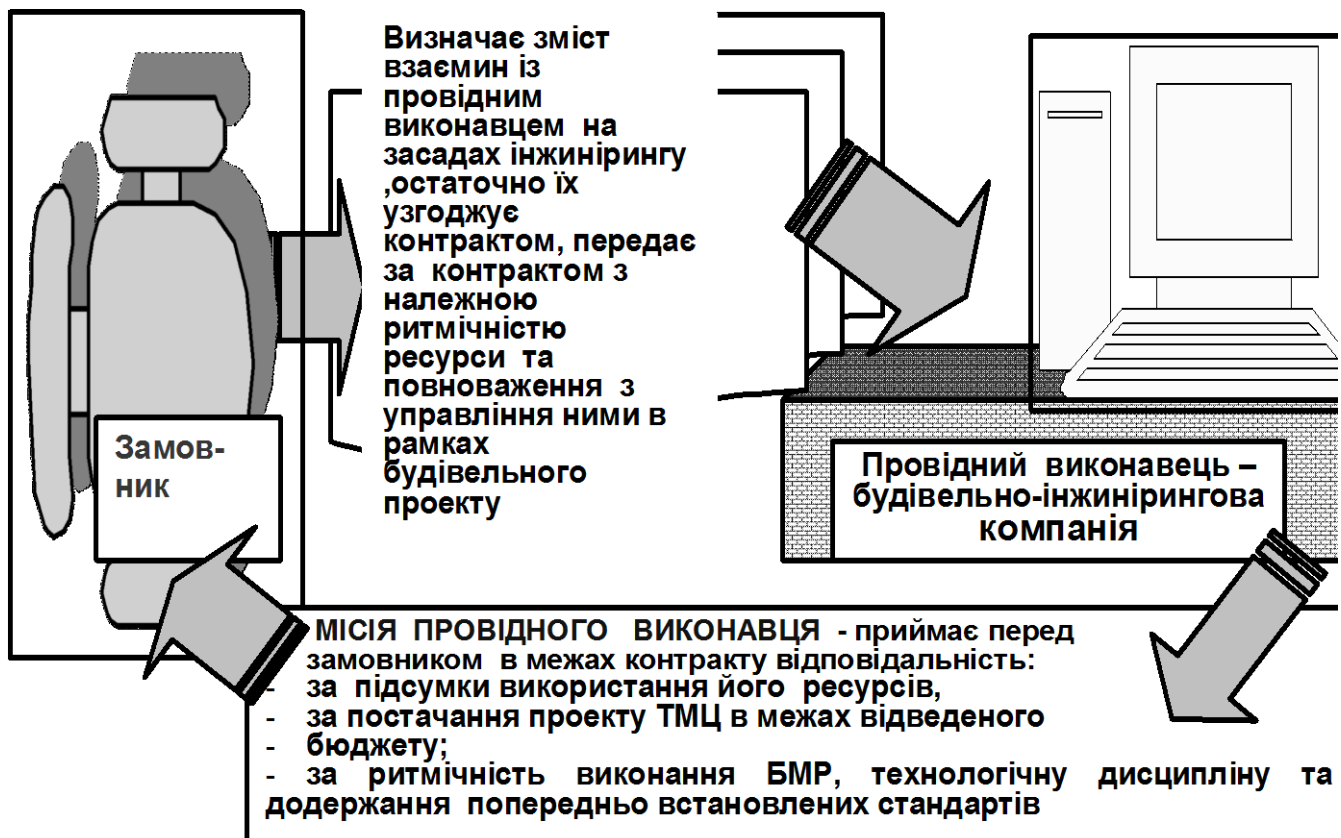 Визначає зміст
взаємин із
провідним
виконавцем на
засадах інжинірингу
,остаточно їх
узгоджує
контрактом, передає
за контрактом з
належною
ритмічністю
ресурси та
повноваження з
управління ними в
рамках
будівельного
проекту
Замов-
ник
Провідний виконавець –
будівельно-інжинірингова
компанія
МІСІЯ ПРОВІДНОГО ВИКОНАВЦЯ - приймає перед
замовником в межах контракту відповідальність:
- за підсумки використання його ресурсів,
- за постачання проекту ТМЦ в межах відведеного
- бюджету;
- за ритмічність виконання БМР, технологічну дисципліну та
додержання попередньо встановлених стандартів